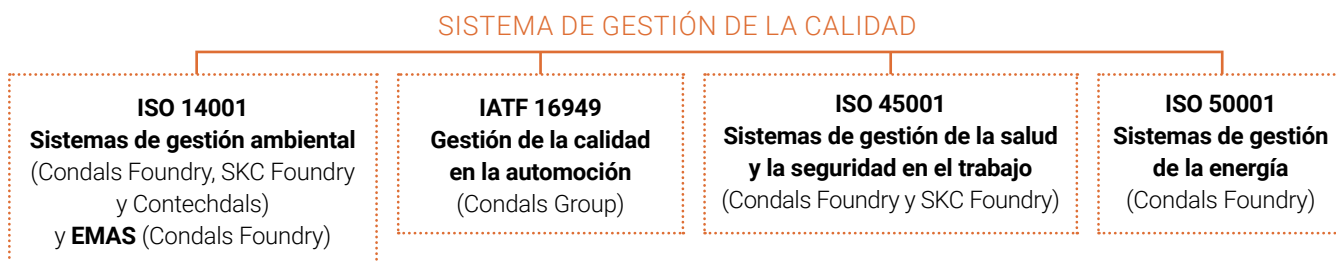 SISTEMA DE GESTIÓN DE LA CALIDAD
ISO 14001
Sistemas de gestión ambiental
(Condals Foundry, SKC Foundry
y Contechdals)
y EMAS (Condals Foundry)
IATF 16949
Gestión de la calidad
en la automoción
(Condals Group)
ISO 45001
Sistemas de gestión de la salud
y la seguridad en el trabajo
(Condals Foundry y SKC Foundry)
ISO 50001
Sistemas de gestión
de la energía
(Condals Foundry)